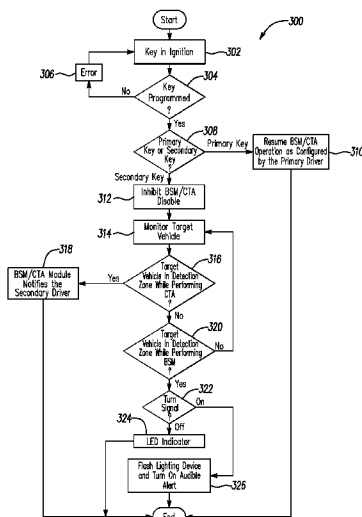 Start
300
Key in Ignition
302
306
Error
304
Key
Programmed
?
No
Yes
308
Primary
Key or Secondary
Key
?
Primary Key
Resume BSM/CTA
Operation as Configured
by the Primary Driver
310
Secondary Key
312
Inhibit BSM/CTA
Disable
314
Monitor Target
Vehicle
316
Target
Vehicle in Detection
Zone While Performing
CTA
?
Yes
318
BSM/CTA Module
Notifies the
Secondary Driver
No
320
Target
Vehicle in Detection
Zone While Performing
BSM
?
No
Yes
322
Turn
Signal
?
On
Off
324
LED Indicator
Flash Lighting Device
and Turn On Audible
Alert
326
End